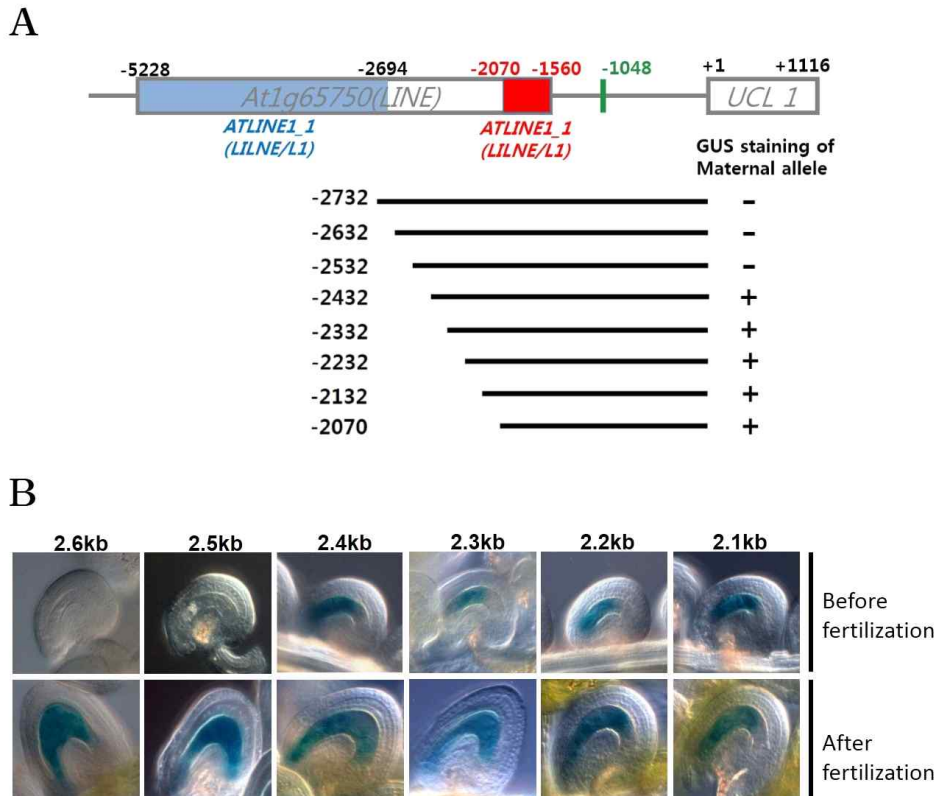 A
-5228 -2694 -2070 -1560 -1048 +1 +1116
At1g65750(LINE) UCL 1
ATLINE1_1 ATLINE1_1
(LILNE/L1) (LILNE/L1)
GUS staining of
Maternal allele
-2732 -
-2632 -
-2532 -
-2432 +
-2332 +
-2232 +
-2132 +
-2070 +
B
2.6kb 2.5kb 2.4kb 2.3kb 2.2kb 2.1kb
Before
fertilization
After
fertilization